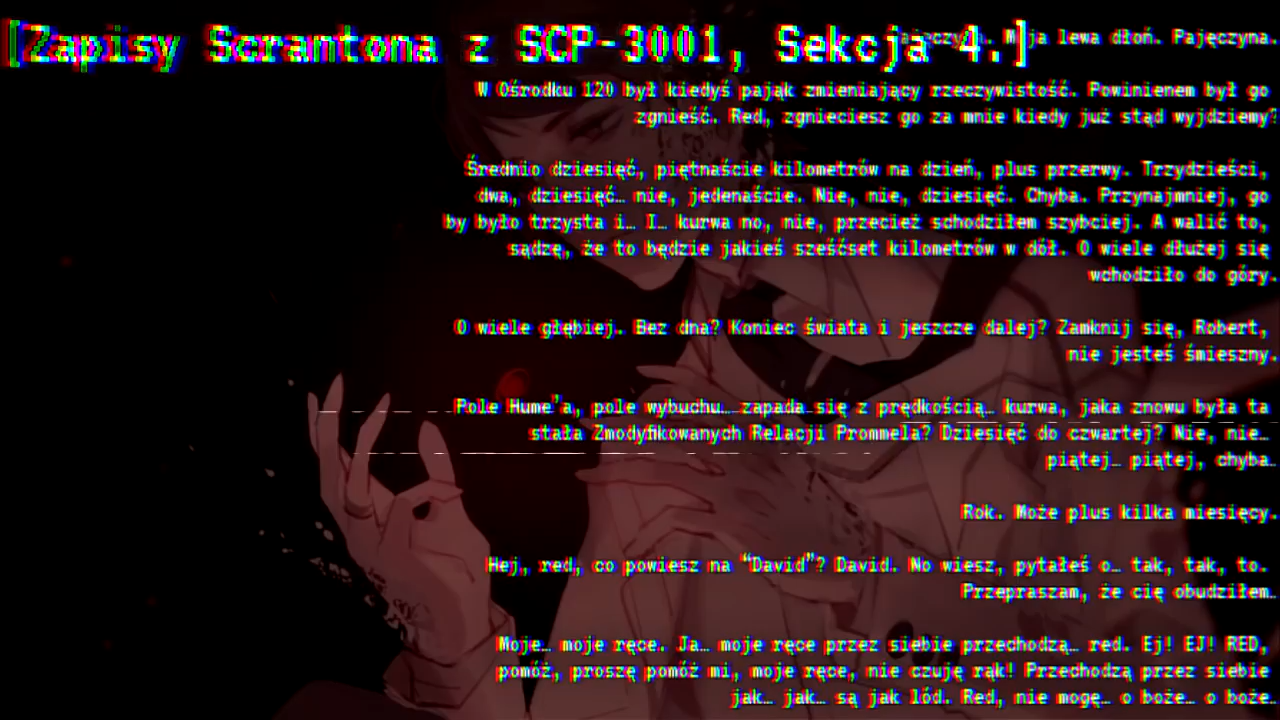 [Zapisy Scrantona z SCP-3001, Sekcja 4.]
Moja lewa dłoń. Pajęczyna.
W Ośrodku 120 był kiedyś pająk zmieniający rzeczywistość. Powinienem był go
zgnieść. Red, zgnieciesz go za mnie kiedy już stąd wyjdziemy?
Średnio dziesięć, piętnaście kilometrów na dzień, plus przerwy. Trzydzieści,
dwa, dziesięć… nie, jedenaście. Nie, nie, dziesięć. Chyba. Przynajmniej, go
by było trzysta i… I… kurwa no, nie, przecież schodziłem szybciej. A walić to,
sądzę, że to będzie jakieś sześćset kilometrów w dół. O wiele dłużej się
wchodziło do góry.
O wiele głębiej. Bez dna? Koniec świata i jeszcze dalej? Zamknij się, Robert,
nie jesteś śmieszny.
Pole Hume'a, pole wybuchu… zapada się z prędkością… kurwa, jaka znowu była ta
stała Zmodyfikowanych Relacji Prommela? Dziesięć do czwartej? Nie, nie…
piątej… piątej, chyba…
Rok. Może plus kilka miesięcy.
Hej, red, co powiesz na “David”? David. No wiesz, pytałeś o… tak, tak, to.
Przepraszam, że cię obudziłem…
Moje… moje ręce. Ja… moje ręce przez siebie przechodzą… red. Ej! EJ! RED,
pomóż, proszę pomóż mi, moje ręce, nie czuję rąk! Przechodzą przez siebie
jak… jak… są jak lód. Red, nie mogę… o boże… o boże…